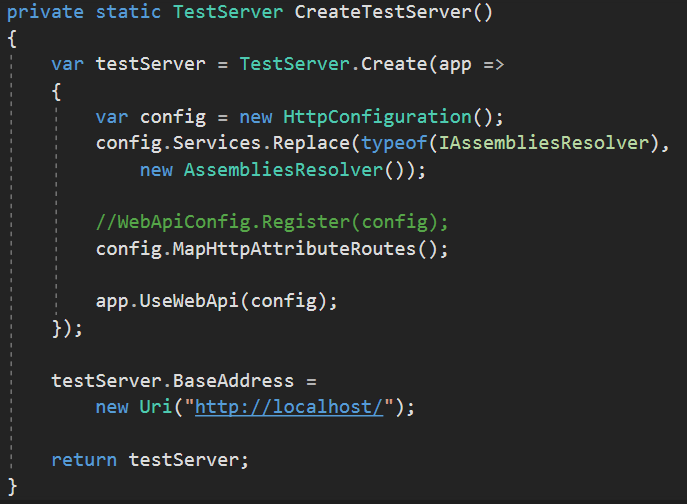 private static TestServer CreateTestServer()
{
    var testServer = TestServer.Create(app =>
    {
        var config = new HttpConfiguration();
        config.Services.Replace(typeof(IAssembliesResolver),
            new AssembliesResolver());

        //WebApiConfig.Register(config);
        config.MapHttpAttributeRoutes();

        app.UseWebApi(config);
    });

    testServer.BaseAddress =
        new Uri("http://localhost/");

    return testServer;
}